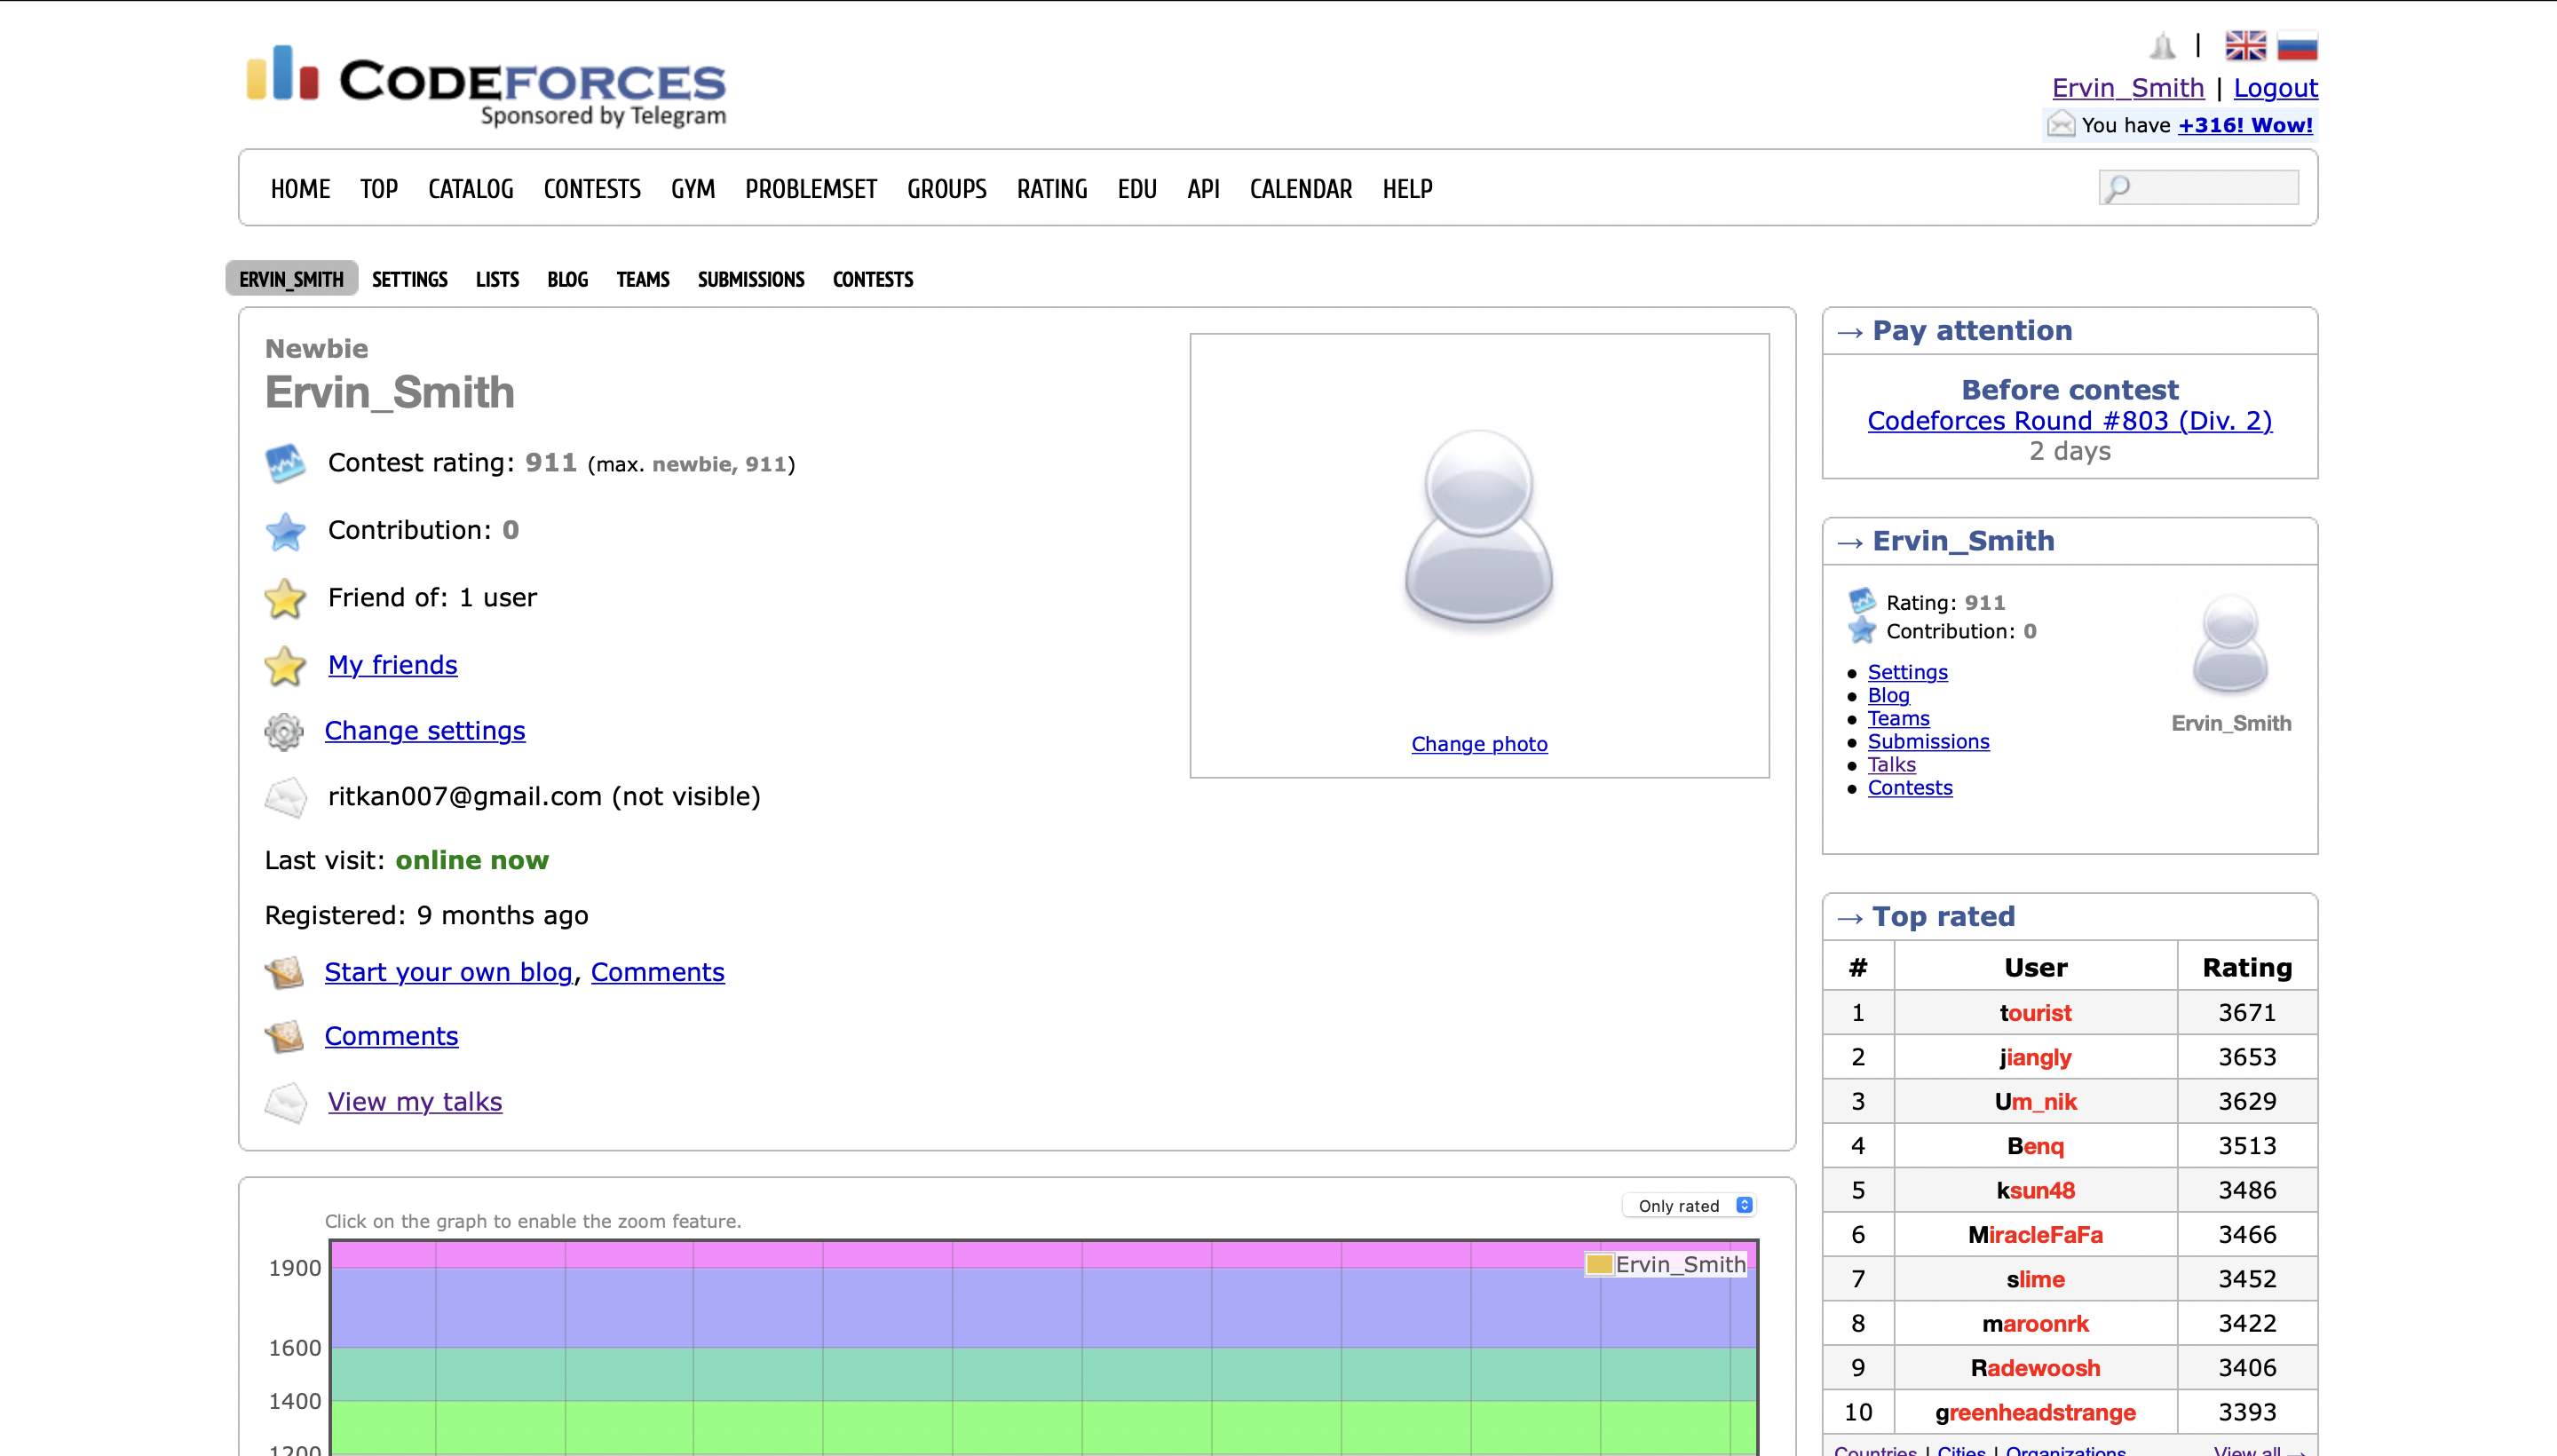 CODEFORCES
Sponsored by Telegram
|
Ervin_Smith | Logout
You have +316! Wow!
HOME TOP CATALOG CONTESTS GYM PROBLEMSET GROUPS RATING EDU API CALENDAR HELP
ERVIN_SMITH SETTINGS LISTS BLOG TEAMS SUBMISSIONS CONTESTS
Newbie
Ervin_Smith
Contest rating: 911 (max. newbie, 911)
Contribution: 0
Friend of: 1 user
My friends
Change settings
ritkan007@gmail.com (not visible)
Last visit: online now
Registered: 9 months ago
Start your own blog, Comments
Comments
View my talks
Change photo
Click on the graph to enable the zoom feature.
Only rated
Ervin_Smith
1900
1600
1400
1200
→ Pay attention
Before contest
Codeforces Round #803 (Div. 2)
2 days
→ Ervin_Smith
Rating: 911
Contribution: 0
• Settings
• Blog
• Teams
• Submissions
• Talks
• Contests
Ervin_Smith
→ Top rated
# User Rating
1 tourist 3671
2 jiangly 3653
3 Um_nik 3629
4 Benq 3513
5 ksun48 3486
6 MiracleFaFa 3466
7 slime 3452
8 maroonrk 3422
9 Radewoosh 3406
10 greenheadstrange 3393
Countries | Cities | Organizations View all →